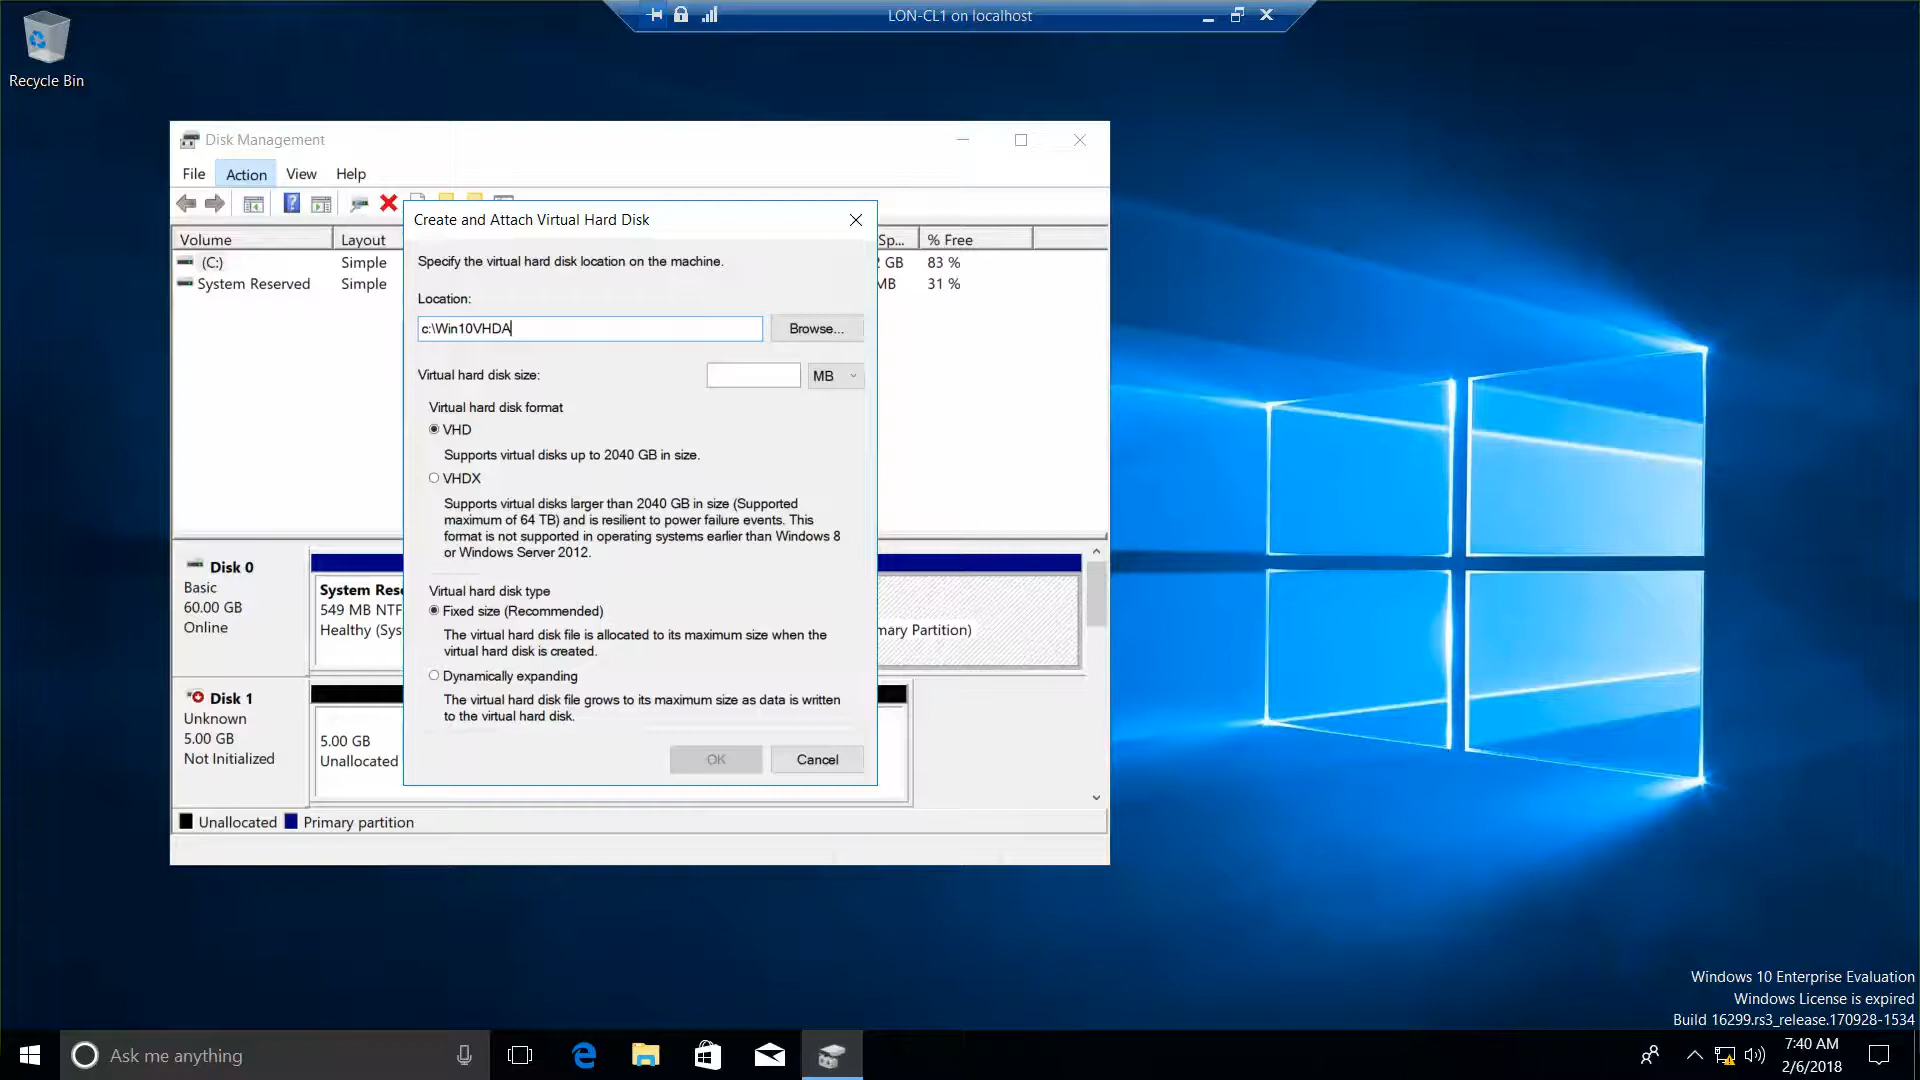 LON-CL1 on localhost
Recycle Bin
Disk Management
File Action View Help
Create and Attach Virtual Hard Disk
Volume Layout Sp... % Free
(C:) Simple 2 GB 83 %
System Reserved Simple MB 31 %
Specify the virtual hard disk location on the machine.
Location:
c:\Win10VHDA Browse...
Virtual hard disk size: MB
Virtual hard disk format
VHD
Supports virtual disks up to 2040 GB in size.
VHDX
Supports virtual disks larger than 2040 GB in size (Supported
maximum of 64 TB) and is resilient to power failure events. This
format is not supported in operating systems earlier than Windows 8
or Windows Server 2012.
Virtual hard disk type
Fixed size (Recommended)
The virtual hard disk file is allocated to its maximum size when the
virtual hard disk is created.
Dynamically expanding
The virtual hard disk file grows to its maximum size as data is written
to the virtual hard disk.
OK Cancel
Disk 0
Basic
60.00 GB
Online
System Rese
549 MB NTF
Healthy (Sys
mary Partition)
Disk 1
Unknown
5.00 GB
Not Initialized
5.00 GB
Unallocated
Unallocated Primary partition
Windows 10 Enterprise Evaluation
Windows License is expired
Build 16299.rs3_release.170928-1534
Ask me anything
7:40 AM
2/6/2018